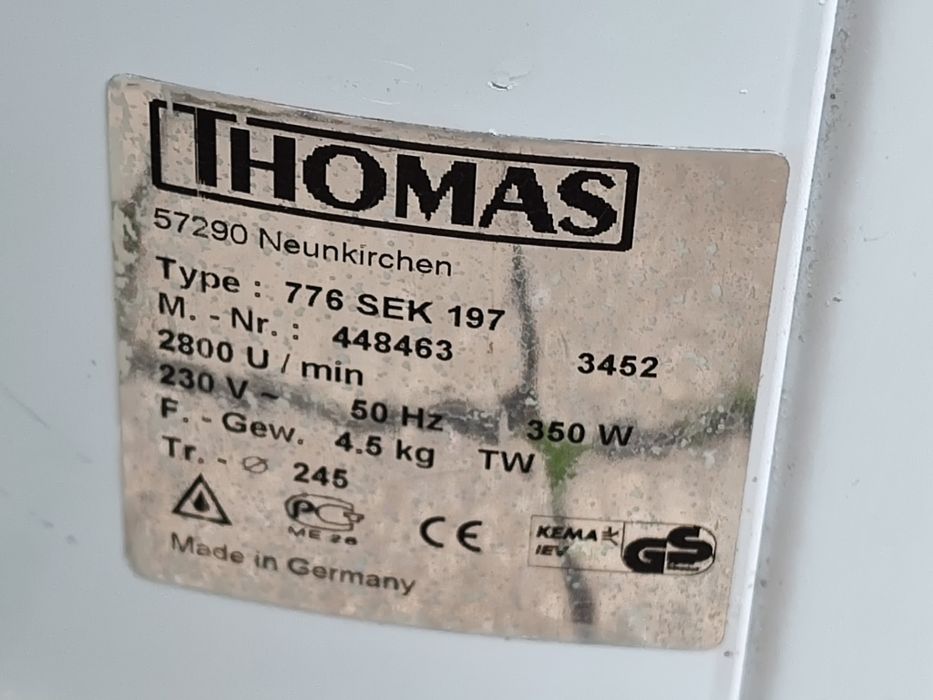 THOMAS
57290 Neunkirchen
Type : 776 SEK 197
M. - Nr. : 448463 3452
2800 U / min
230 V ~ 50 Hz 350 W
F. - Gew. 4.5 kg TW
Tr. - ∅ 245
PC CE KEMA GS
ME IEV
Made in Germany